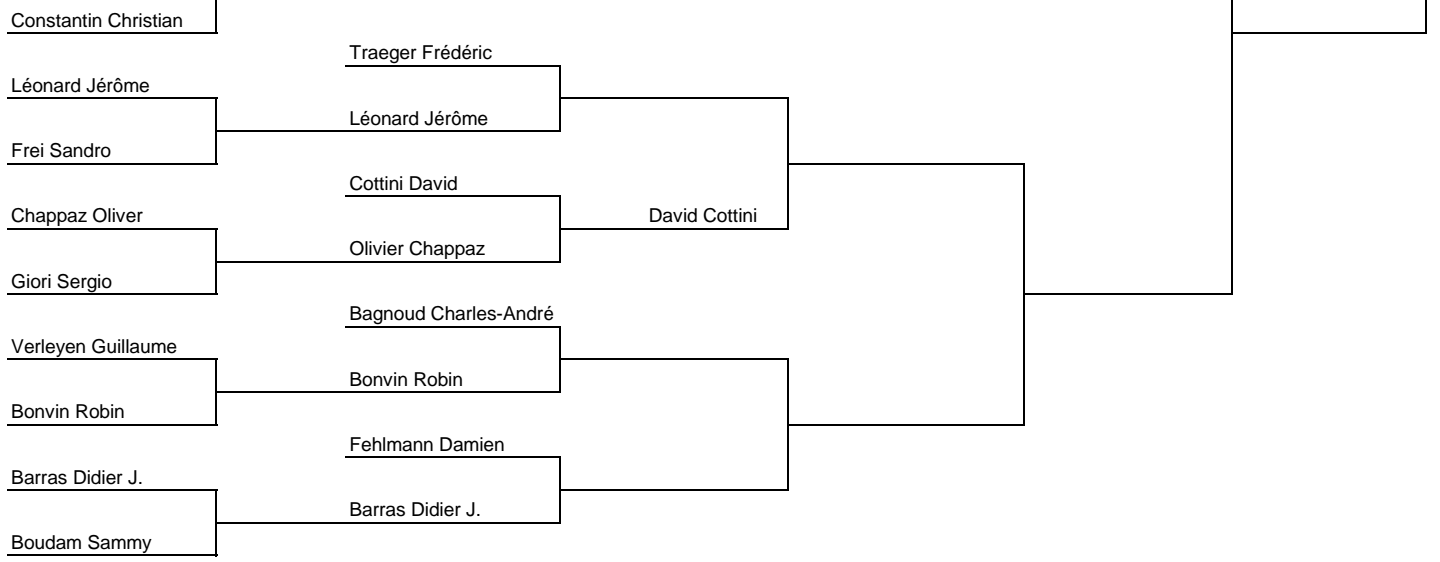 Constantin Christian
Traeger Frédéric
Léonard Jérôme
Léonard Jérôme
Frei Sandro
Cottini David
Chappaz Oliver
David Cottini
Olivier Chappaz
Giori Sergio
Bagnoud Charles-André
Verleyen Guillaume
Bonvin Robin
Bonvin Robin
Fehlmann Damien
Barras Didier J.
Barras Didier J.
Boudam Sammy